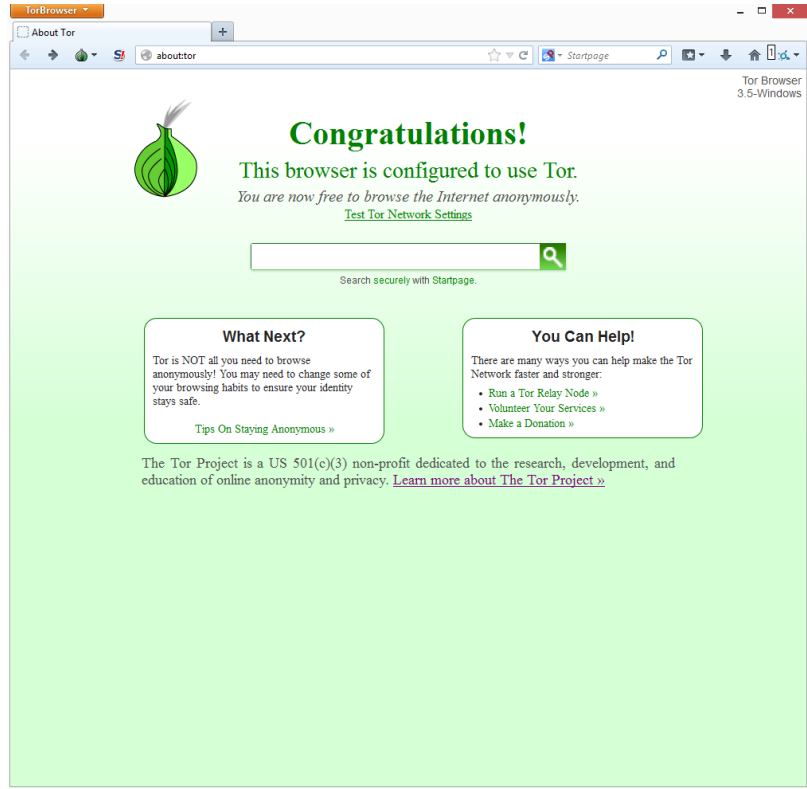 TorBrowser
About Tor
about:tor
Startpage
1
Tor Browser
3.5-Windows
Congratulations!
This browser is configured to use Tor.
You are now free to browse the Internet anonymously.
Test Tor Network Settings
Search securely with Startpage.
What Next?
Tor is NOT all you need to browse
anonymously! You may need to change some of
your browsing habits to ensure your identity
stays safe.
Tips On Staying Anonymous »
You Can Help!
There are many ways you can help make the Tor
Network faster and stronger:
• Run a Tor Relay Node »
• Volunteer Your Services »
• Make a Donation »
The Tor Project is a US 501(c)(3) non-profit dedicated to the research, development, and
education of online anonymity and privacy. Learn more about The Tor Project »